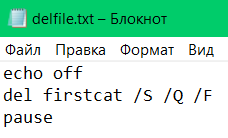 delfile.txt – Блокнот
Файл Правка Формат Вид
echo off
del firstcat /S /Q /F
pause